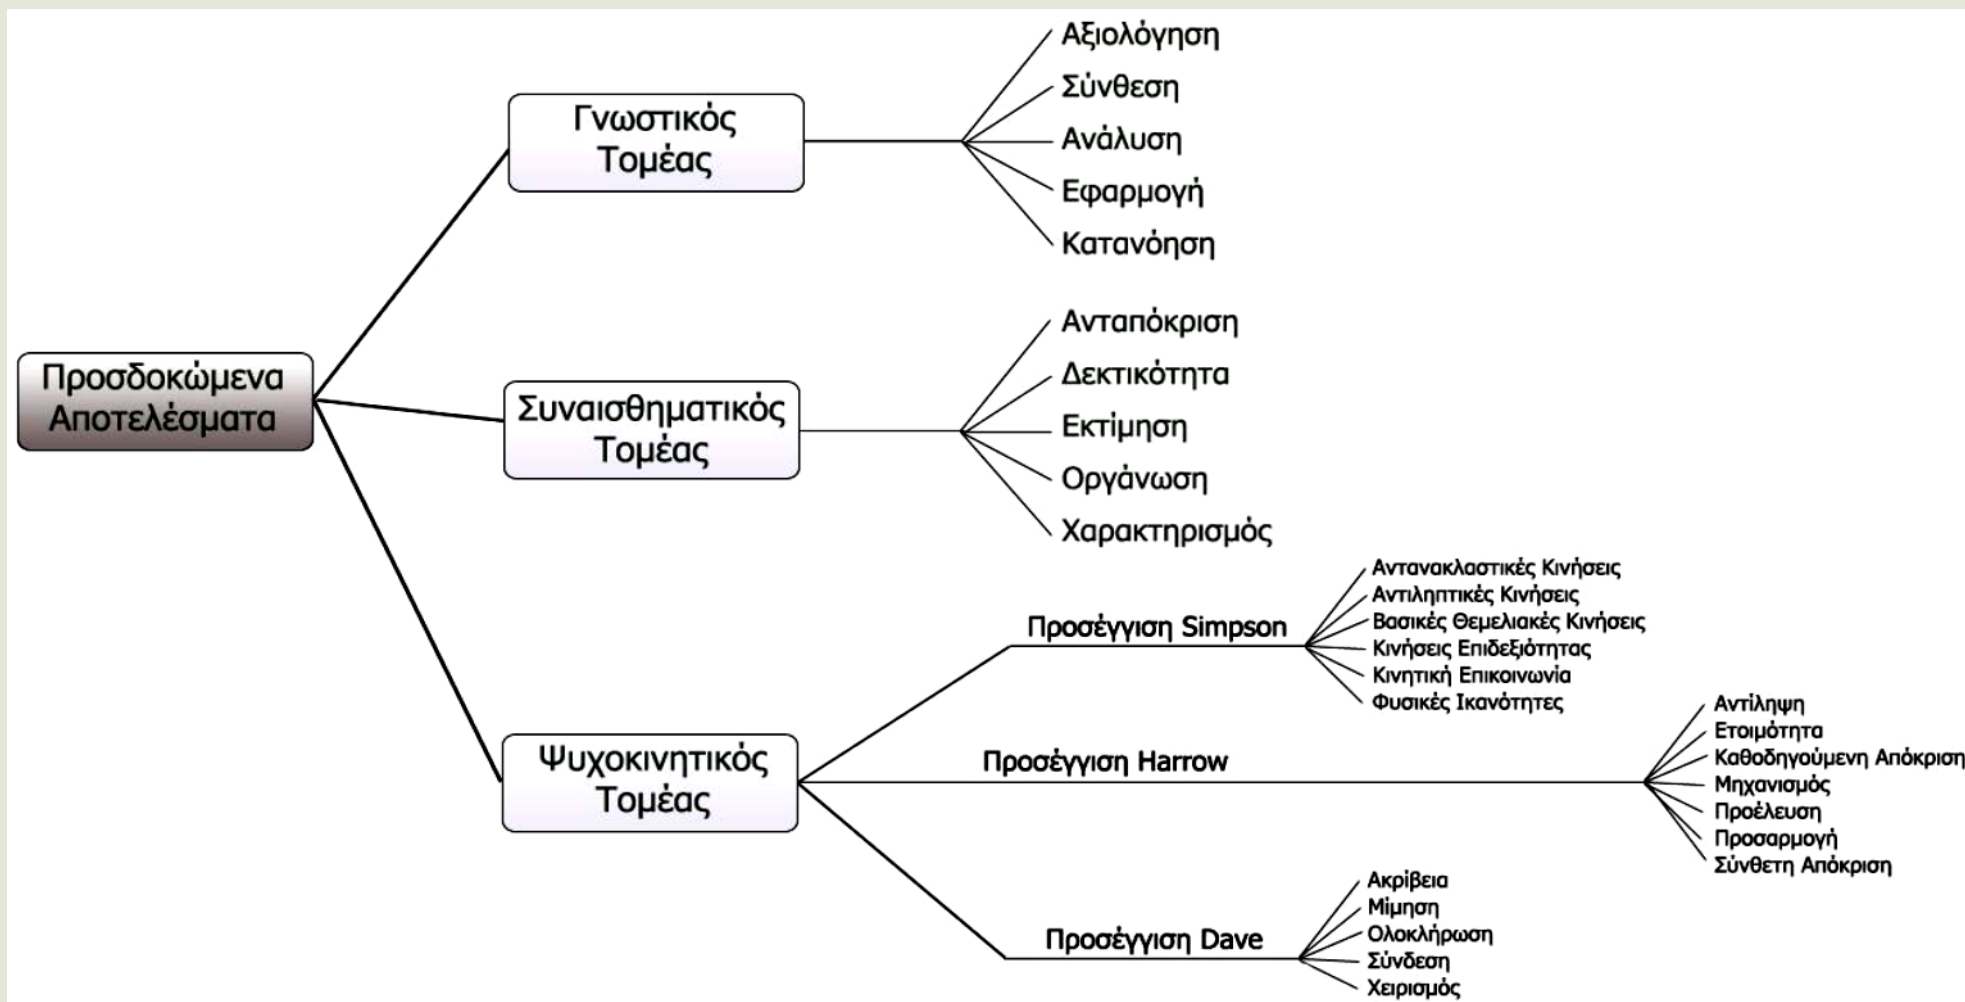 Προσδοκώμενα
Αποτελέσματα
Γνωστικός
Τομέας
Αξιολόγηση
Σύνθεση
Ανάλυση
Εφαρμογή
Κατανόηση
Συναισθηματικός
Τομέας
Ανταπόκριση
Δεκτικότητα
Εκτίμηση
Οργάνωση
Χαρακτηρισμός
Ψυχοκινητικός
Τομέας
Προσέγγιση Simpson
Αντανακλαστικές Κινήσεις
Αντιληπτικές Κινήσεις
Βασικές Θεμελιακές Κινήσεις
Κινήσεις Επιδεξιότητας
Κινητική Επικοινωνία
Φυσικές Ικανότητες
Προσέγγιση Harrow
Αντίληψη
Ετοιμότητα
Καθοδηγούμενη Απόκριση
Μηχανισμός
Προέλευση
Προσαρμογή
Σύνθετη Απόκριση
Προσέγγιση Dave
Ακρίβεια
Μίμηση
Ολοκλήρωση
Σύνδεση
Χειρισμός